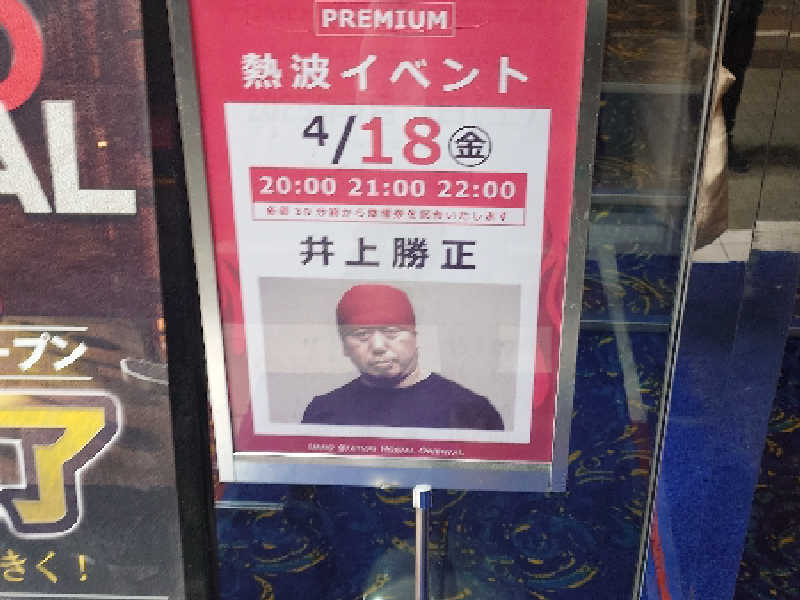 PREMIUM
熱波イベント
4/18㊎
20:00 21:00 22:00
井上勝正
AL
ープン
了
きく！